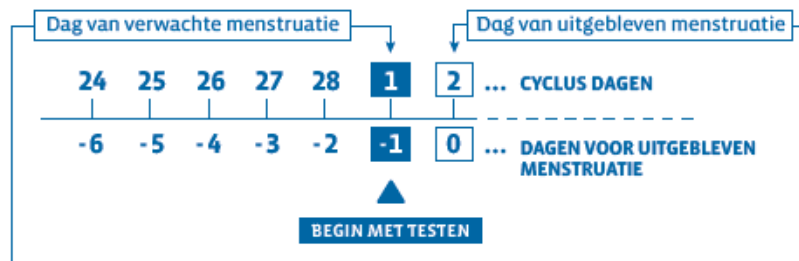 Dag van verwachte menstruatie
Dag van uitgebleven menstruatie
24 25 26 27 28 1 2 ... CYCLUS DAGEN
-6 -5 -4 -3 -2 -1 0 ... DAGEN VOOR UITGEBLEVEN
MENSTRUATIE
BEGIN MET TESTEN